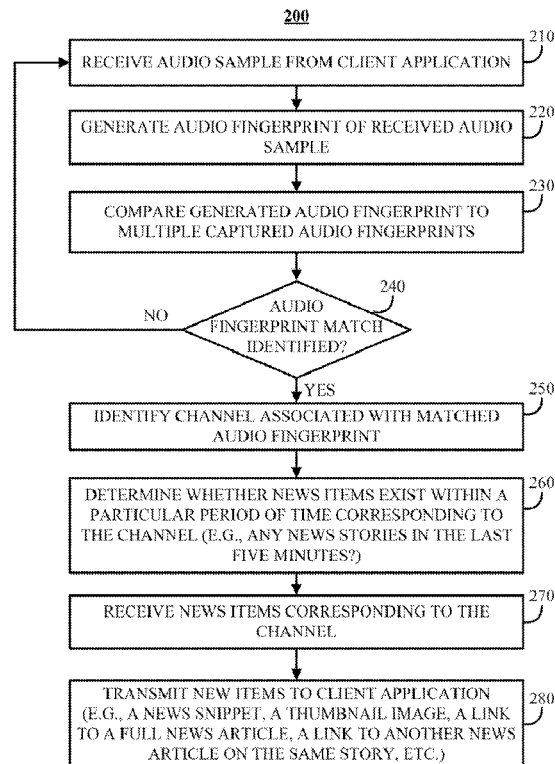 200
210
RECEIVE AUDIO SAMPLE FROM CLIENT APPLICATION
220
GENERATE AUDIO FINGERPRINT OF RECEIVED AUDIO
SAMPLE
230
COMPARE GENERATED AUDIO FINGERPRINT TO
MULTIPLE CAPTURED AUDIO FINGERPRINTS
240
AUDIO
FINGERPRINT MATCH
IDENTIFIED?
NO
YES
250
IDENTIFY CHANNEL ASSOCIATED WITH MATCHED
AUDIO FINGERPRINT
260
DETERMINE WHETHER NEWS ITEMS EXIST WITHIN A
PARTICULAR PERIOD OF TIME CORRESPONDING TO
THE CHANNEL (E.G., ANY NEWS STORIES IN THE LAST
FIVE MINUTES?)
270
RECEIVE NEWS ITEMS CORRESPONDING TO THE
CHANNEL
280
TRANSMIT NEW ITEMS TO CLIENT APPLICATION
(E.G., A NEWS SNIPPET, A THUMBNAIL IMAGE, A LINK
TO A FULL NEWS ARTICLE, A LINK TO ANOTHER NEWS
ARTICLE ON THE SAME STORY, ETC.)